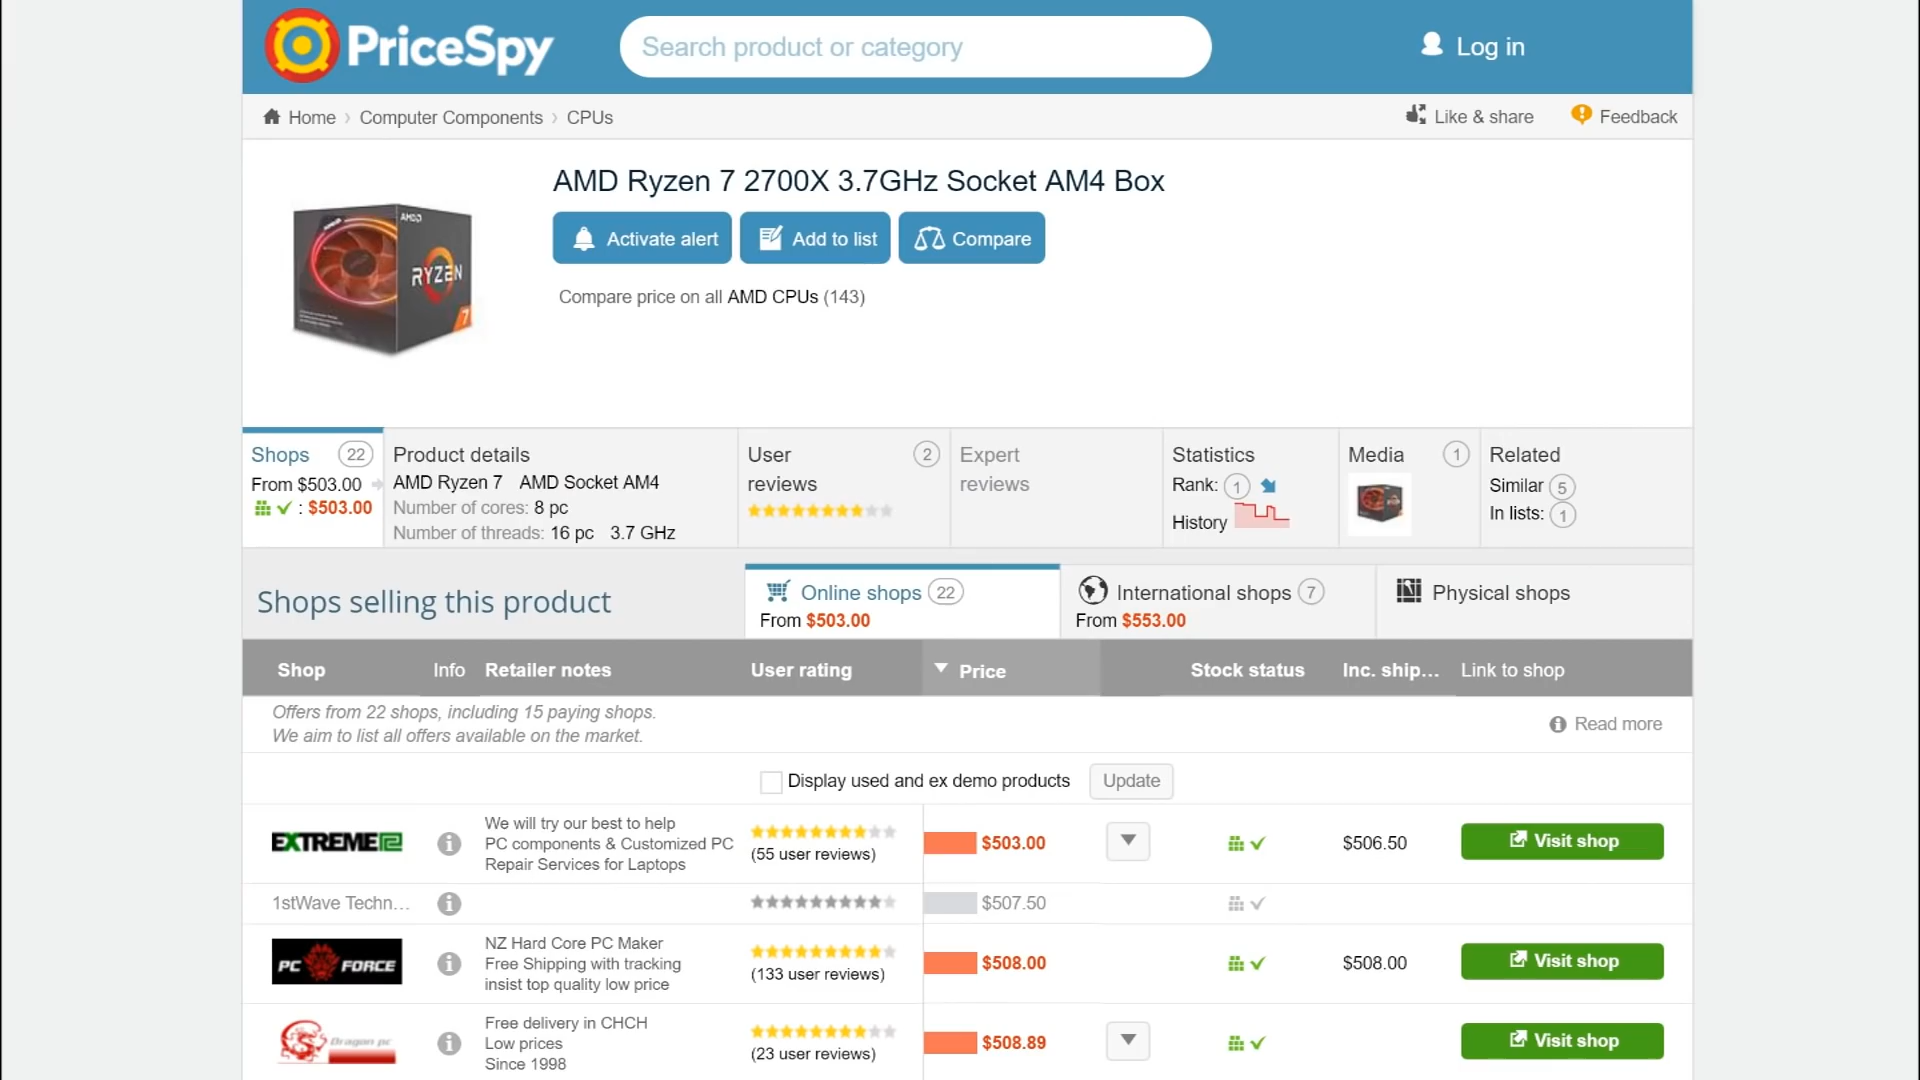 PriceSpy
Search product or category
Log in
Home › Computer Components › CPUs
Like & share
Feedback
AMD Ryzen 7 2700X 3.7GHz Socket AM4 Box
AMD
RYZEN
7
Activate alert
Add to list
Compare
Compare price on all AMD CPUs (143)
Shops 22
From $503.00
: $503.00
Product details
AMD Ryzen 7 AMD Socket AM4
Number of cores: 8 pc
Number of threads: 16 pc 3.7 GHz
User 2
reviews
Expert
reviews
Statistics
Rank: 1
History
Media 1
Related
Similar 5
In lists: 1
Shops selling this product
Online shops 22
From $503.00
International shops 7
From $553.00
Physical shops
Shop Info Retailer notes User rating Price Stock status Inc. ship... Link to shop
Offers from 22 shops, including 15 paying shops.
We aim to list all offers available on the market.
Read more
Display used and ex demo products Update
EXTREME
We will try our best to help
PC components & Customized PC
Repair Services for Laptops
(55 user reviews)
$503.00
$506.50
Visit shop
1stWave Techn...
$507.50
PC FORCE
NZ Hard Core PC Maker
Free Shipping with tracking
insist top quality low price
(133 user reviews)
$508.00
$508.00
Visit shop
Dragon pc
Free delivery in CHCH
Low prices
Since 1998
(23 user reviews)
$508.89
Visit shop